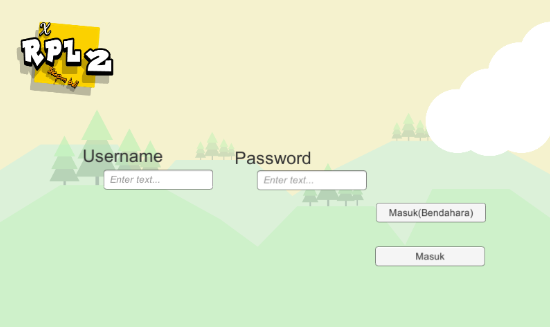 X
RPL 2
Username
Password
Enter text...
Enter text...
Masuk(Bendahara)
Masuk